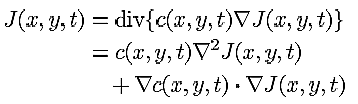 J(x, y, t) = div{c(x, y, t)∇J(x, y, t)}
= c(x, y, t)∇²J(x, y, t)
+ ∇c(x, y, t) · ∇J(x, y, t)